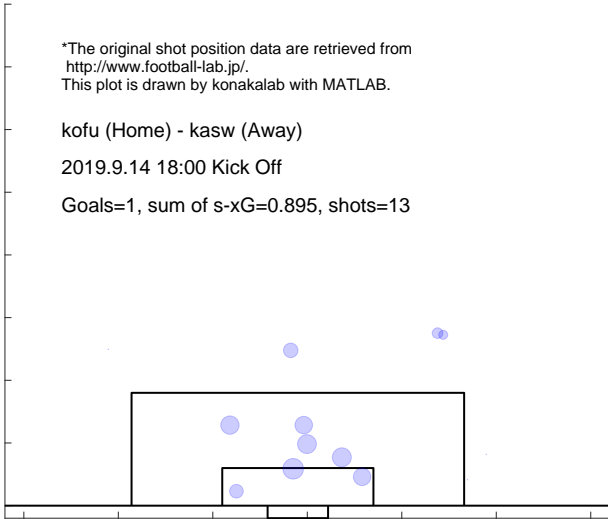 *The original shot position data are retrieved from
http://www.football-lab.jp/.
This plot is drawn by konakalab with MATLAB.
kofu (Home) - kasw (Away)
2019.9.14 18:00 Kick Off
Goals=1, sum of s-xG=0.895, shots=13